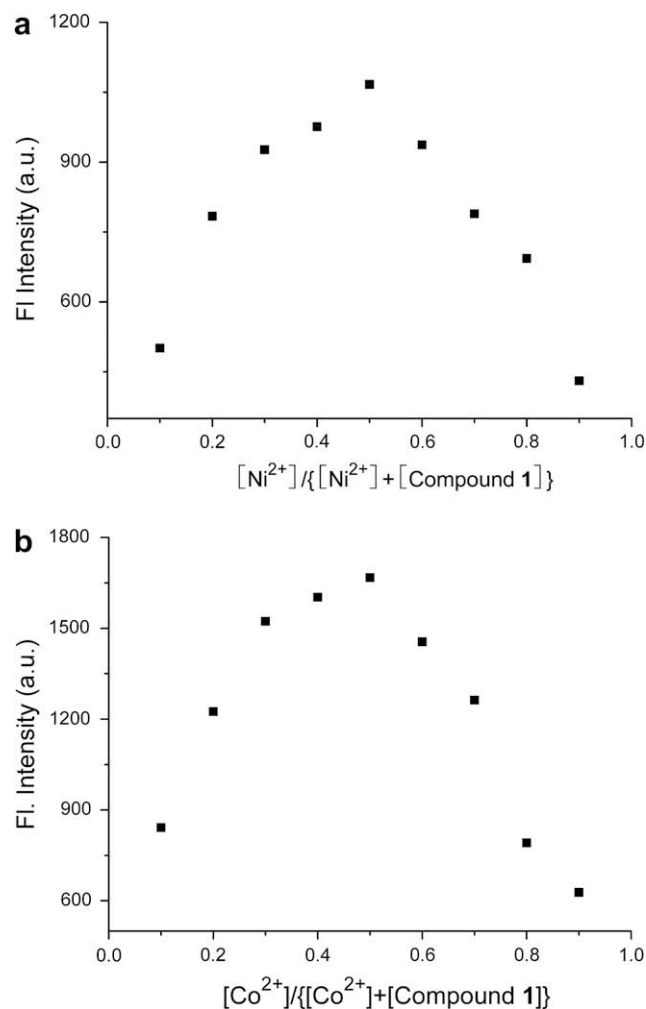 a
1200
900
600
Fl Intensity (a.u.)
0.0 0.2 0.4 0.6 0.8 1.0
[Ni²⁺]/{[Ni²⁺]+[Compound 1]}
b
1800
1500
1200
900
600
Fl. Intensity (a.u.)
0.0 0.2 0.4 0.6 0.8 1.0
[Co²⁺]/{[Co²⁺]+[Compound 1]}